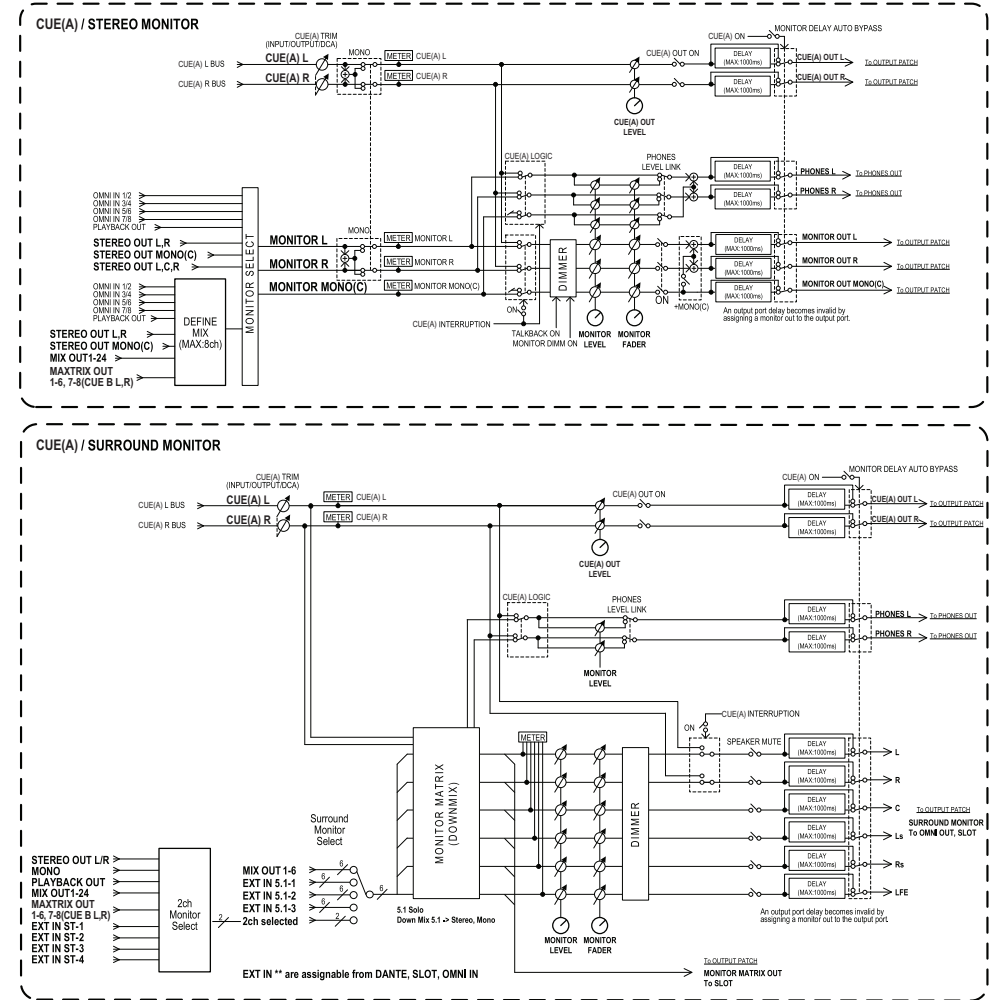 CUE(A) / STEREO MONITOR
CUE(A) TRIM
(INPUT/OUTPUT/DCA)
MONO
CUE(A) L BUS
CUE(A) L
METER CUE(A) L
CUE(A) R BUS
CUE(A) R
METER CUE(A) R
CUE(A) OUT ON
CUE(A) ON
MONITOR DELAY AUTO BYPASS
DELAY
(MAX:1000ms)
CUE(A) OUT L
To OUTPUT PATCH
DELAY
(MAX:1000ms)
CUE(A) OUT R
To OUTPUT PATCH
CUE(A) OUT
LEVEL
CUE(A) LOGIC
PHONES
LEVEL LINK
DELAY
(MAX:1000ms)
PHONES L
To PHONES OUT
DELAY
(MAX:1000ms)
PHONES R
To PHONES OUT
OMNI IN 1/2
OMNI IN 3/4
OMNI IN 5/6
OMNI IN 7/8
PLAYBACK OUT
STEREO OUT L,R
STEREO OUT MONO(C)
STEREO OUT L,C,R
OMNI IN 1/2
OMNI IN 3/4
OMNI IN 5/6
OMNI IN 7/8
PLAYBACK OUT
STEREO OUT L,R
STEREO OUT MONO(C)
MIX OUT1-24
MAXTRIX OUT
1-6, 7-8(CUE B L,R)
DEFINE
MIX
(MAX:8ch)
MONITOR SELECT
MONO
MONITOR L
METER MONITOR L
MONITOR R
METER MONITOR R
MONITOR MONO(C)
METER MONITOR MONO(C)
ON
CUE(A) INTERRUPTION
DIMMER
TALKBACK ON
MONITOR DIMM ON
MONITOR
LEVEL
MONITOR
FADER
ON
+MONO(C)
DELAY
(MAX:1000ms)
MONITOR OUT L
To OUTPUT PATCH
DELAY
(MAX:1000ms)
MONITOR OUT R
To OUTPUT PATCH
DELAY
(MAX:1000ms)
MONITOR OUT MONO(C)
To OUTPUT PATCH
An output port delay becomes invalid by
assigning a monitor out to the output port.
CUE(A) / SURROUND MONITOR
CUE(A) TRIM
(INPUT/OUTPUT/DCA)
CUE(A) L BUS
CUE(A) L
METER CUE(A) L
CUE(A) R BUS
CUE(A) R
METER CUE(A) R
CUE(A) OUT ON
CUE(A) ON
MONITOR DELAY AUTO BYPASS
DELAY
(MAX:1000ms)
CUE(A) OUT L
To OUTPUT PATCH
DELAY
(MAX:1000ms)
CUE(A) OUT R
To OUTPUT PATCH
CUE(A) OUT
LEVEL
CUE(A) LOGIC
PHONES
LEVEL LINK
DELAY
(MAX:1000ms)
PHONES L
To PHONES OUT
DELAY
(MAX:1000ms)
PHONES R
To PHONES OUT
MONITOR
LEVEL
CUE(A) INTERRUPTION
ON
METER
SPEAKER MUTE
MONITOR MATRIX
(DOWNMIX)
DIMMER
DELAY
(MAX:1000ms)
L
DELAY
(MAX:1000ms)
R
DELAY
(MAX:1000ms)
C
To OUTPUT PATCH
SURROUND MONITOR
To OMNI OUT, SLOT
DELAY
(MAX:1000ms)
Ls
DELAY
(MAX:1000ms)
Rs
DELAY
(MAX:1000ms)
LFE
An output port delay becomes invalid by
assigning a monitor out to the output port.
Surround
Monitor
Select
STEREO OUT L/R
MONO
PLAYBACK OUT
MIX OUT1-24
MAXTRIX OUT
1-6, 7-8(CUE B L,R)
EXT IN ST-1
EXT IN ST-2
EXT IN ST-3
EXT IN ST-4
2ch
Monitor
Select
2
MIX OUT 1-6
6
EXT IN 5.1-1
6
EXT IN 5.1-2
6
EXT IN 5.1-3
6
2ch selected
2
6
5.1 Solo
Down Mix 5.1 -> Stereo, Mono
MONITOR
LEVEL
MONITOR
FADER
EXT IN ** are assignable from DANTE, SLOT, OMNI IN
To OUTPUT PATCH
MONITOR MATRIX OUT
To SLOT